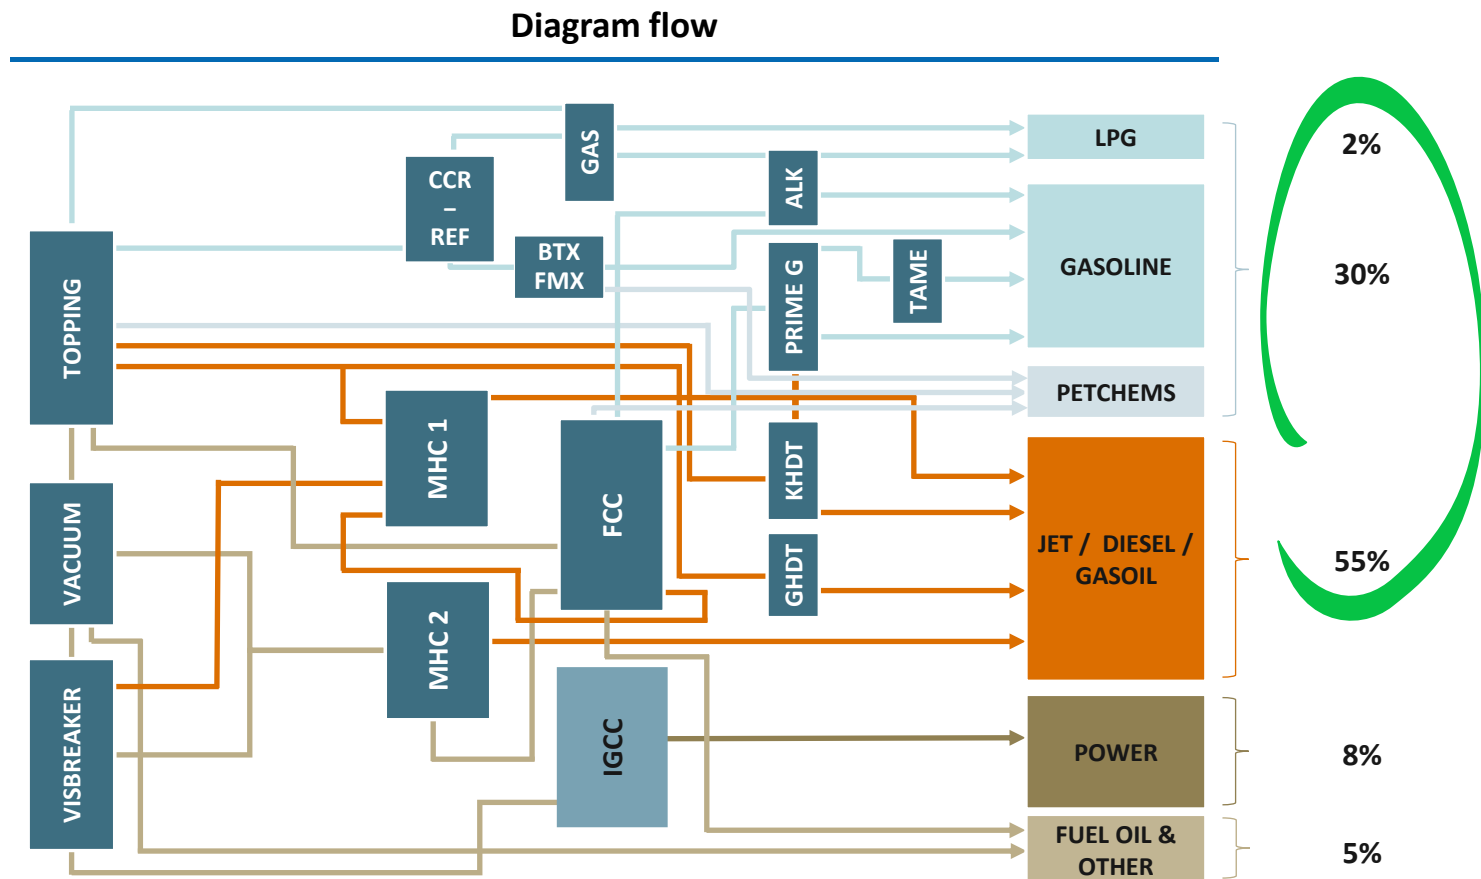 Diagram flow
GAS
LPG
2%
CCR
–
REF
ALK
GASOLINE
30%
BTX
FMX
PRIME G
TAME
TOPPING
PETCHEMS
MHC 1
FCC
KHDT
JET /  DIESEL /
GASOIL
55%
VACUUM
GHDT
MHC 2
VISBREAKER
IGCC
POWER
8%
FUEL OIL &
OTHER
5%